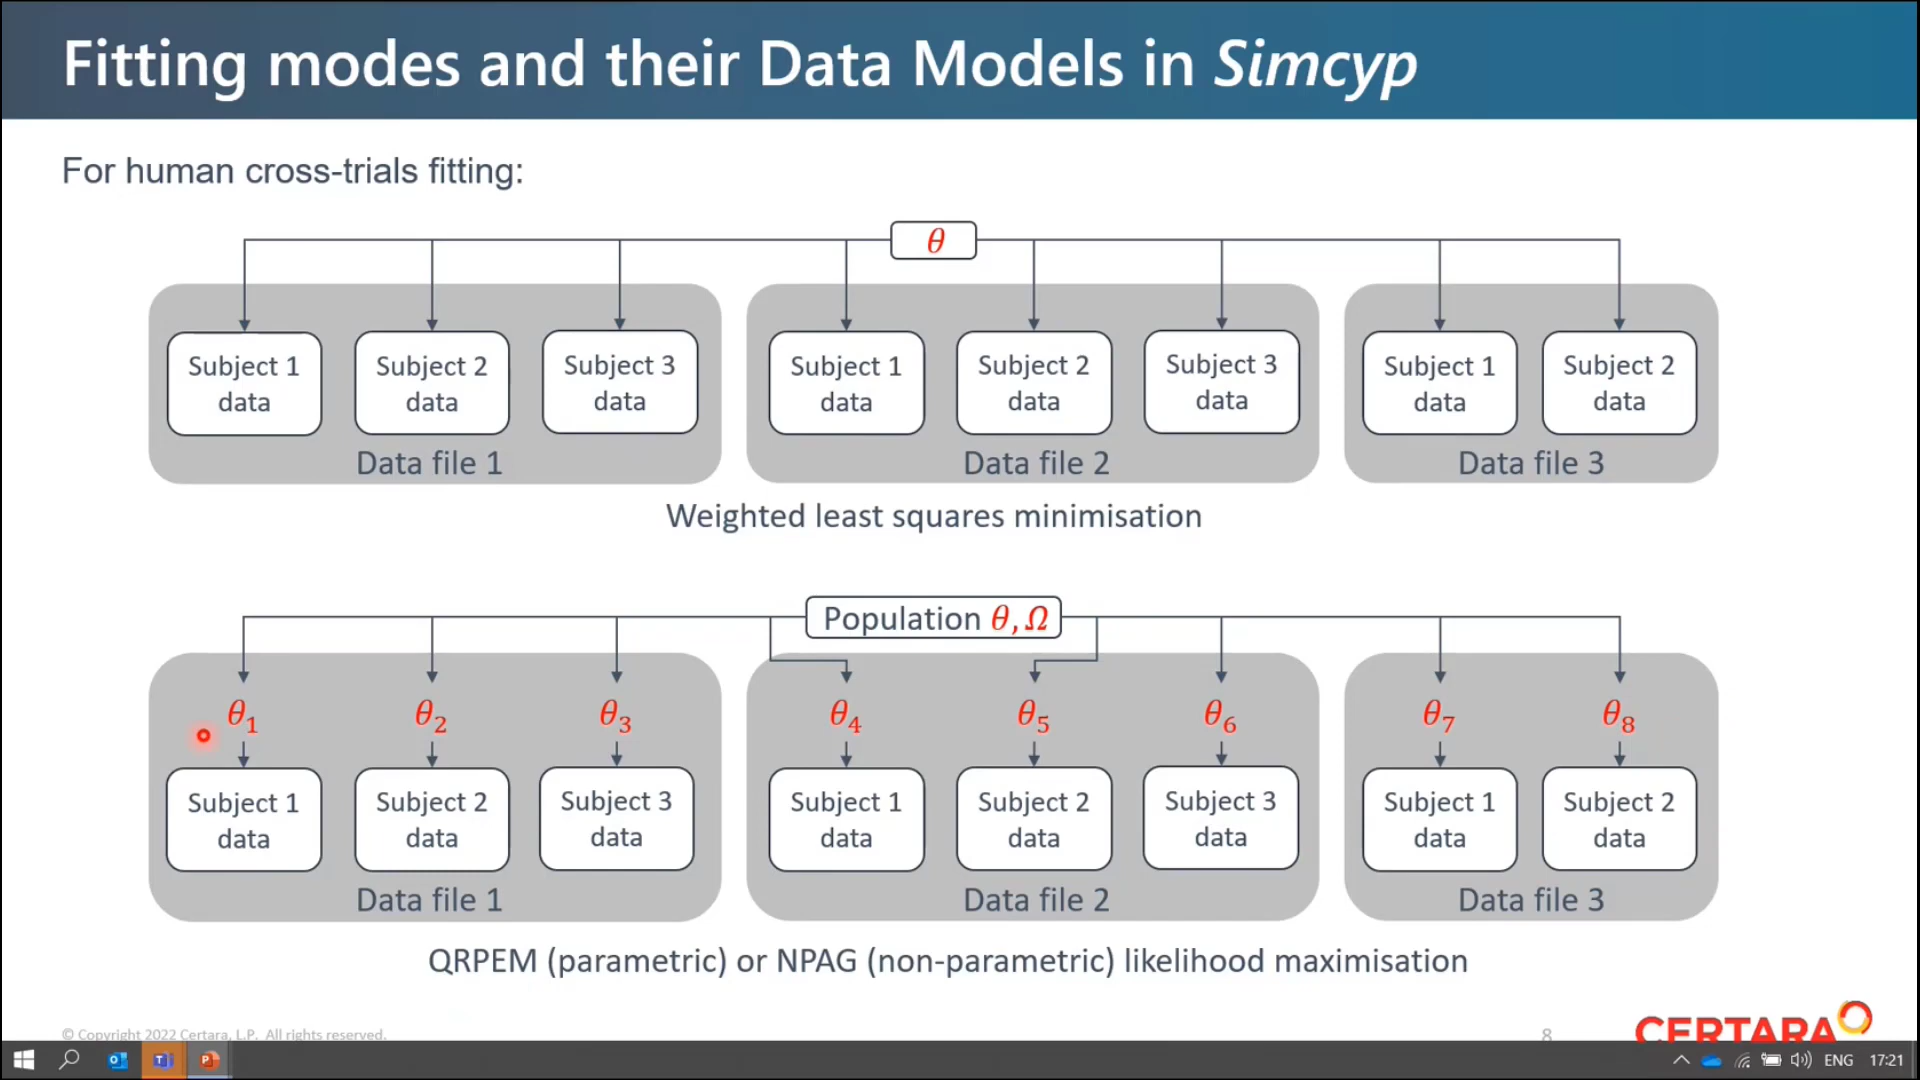 Fitting modes and their Data Models in Simcyp
For human cross-trials fitting:
θ
Subject 1 data
Subject 2 data
Subject 3 data
Data file 1
Subject 1 data
Subject 2 data
Subject 3 data
Data file 2
Subject 1 data
Subject 2 data
Data file 3
Weighted least squares minimisation
Population θ, Ω
θ1
θ2
θ3
θ4
θ5
θ6
θ7
θ8
Subject 1 data
Subject 2 data
Subject 3 data
Data file 1
Subject 1 data
Subject 2 data
Subject 3 data
Data file 2
Subject 1 data
Subject 2 data
Data file 3
QRPEM (parametric) or NPAG (non-parametric) likelihood maximisation
© Copyright 2022 Certara, L.P. All rights reserved.
8
CERTARA
ENG
17:21